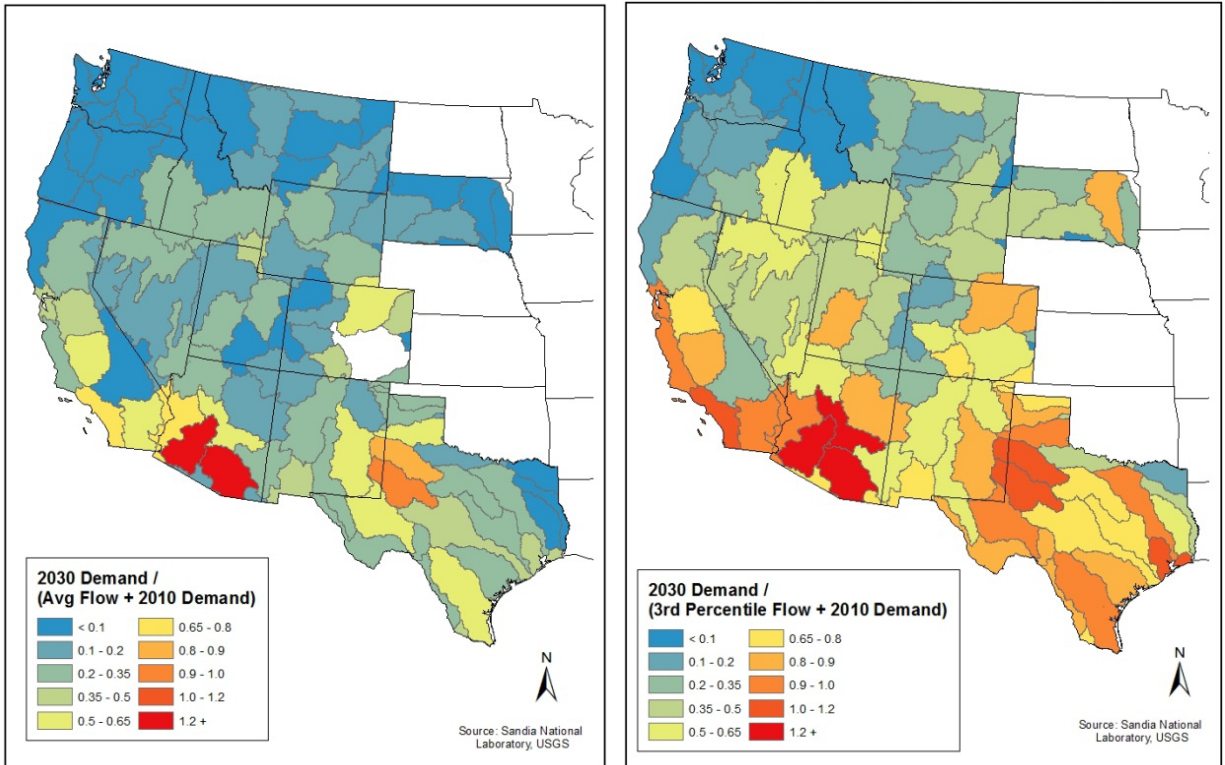 2030 Demand /
(Avg Flow + 2010 Demand)
< 0.1
0.1 - 0.2
0.2 - 0.35
0.35 - 0.5
0.5 - 0.65
0.65 - 0.8
0.8 - 0.9
0.9 - 1.0
1.0 - 1.2
1.2 +
N
Source: Sandia National
Laboratory, USGS
2030 Demand /
(3rd Percentile Flow + 2010 Demand)
< 0.1
0.1 - 0.2
0.2 - 0.35
0.35 - 0.5
0.5 - 0.65
0.65 - 0.8
0.8 - 0.9
0.9 - 1.0
1.0 - 1.2
1.2 +
N
Source: Sandia National
Laboratory, USGS